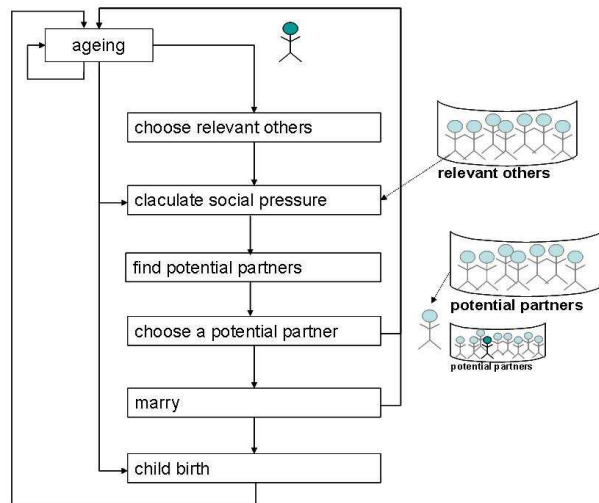 ageing
choose relevant others
claculate social pressure
relevant others
find potential partners
potential partners
choose a potential partner
potential partners
marry
child birth